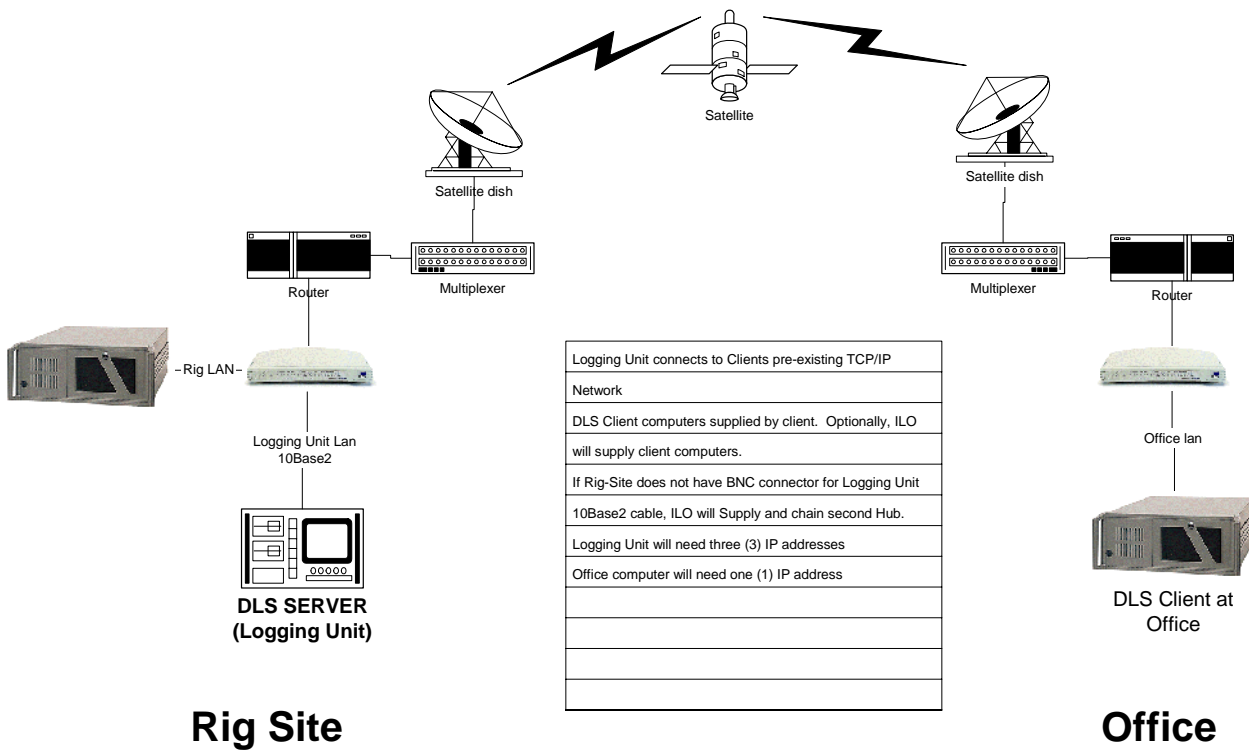 Satellite
Satellite dish
Satellite dish
Router
Multiplexer
Multiplexer
Router
Rig LAN
Logging Unit Lan
10Base2
DLS SERVER
(Logging Unit)
Logging Unit connects to Clients pre-existing TCP/IP
Network
DLS Client computers supplied by client. Optionally, ILO
will supply client computers.
If Rig-Site does not have BNC connector for Logging Unit
10Base2 cable, ILO will Supply and chain second Hub.
Logging Unit will need three (3) IP addresses
Office computer will need one (1) IP address
Office lan
DLS Client at
Office
Rig Site
Office